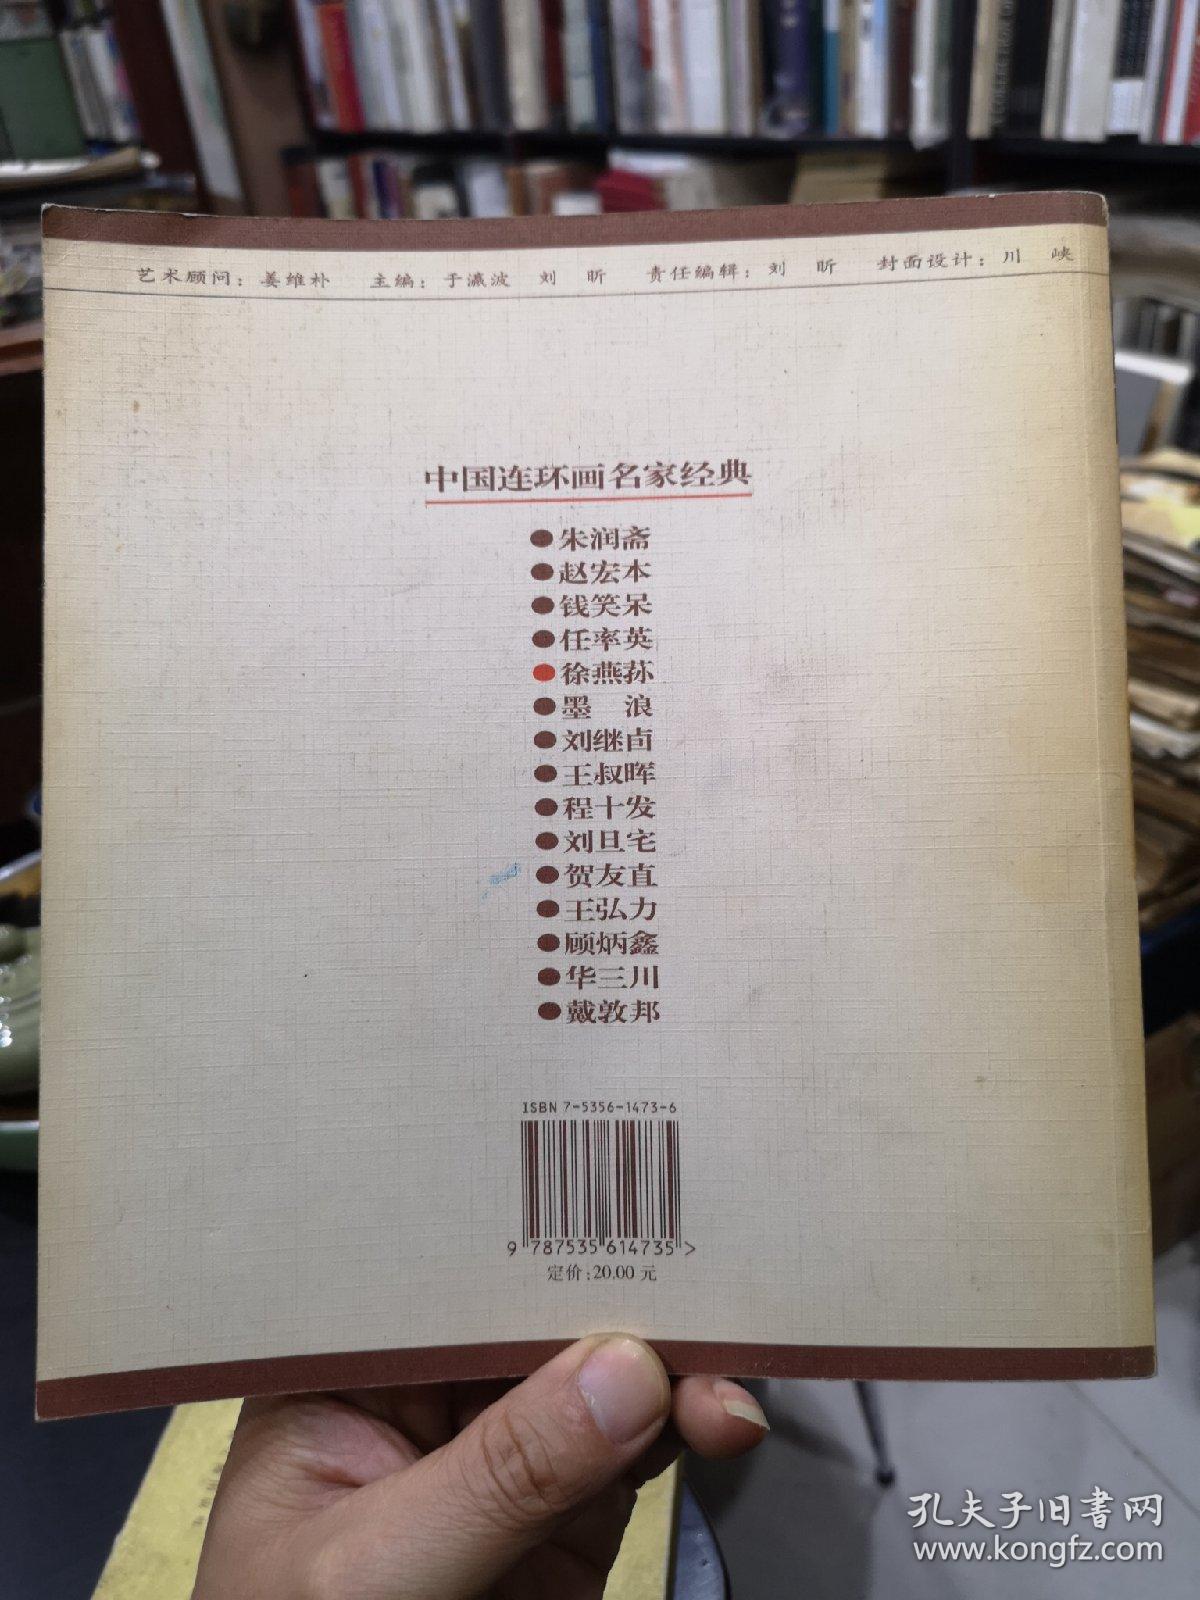 艺术顾问：姜维朴　主编：于瀛波　刘　昕　责任编辑：刘　昕　封面设计：川　峡
中国连环画名家经典
●朱润斋
●赵宏本
●钱笑呆
●任率英
●徐燕荪
●墨　浪
●刘继卣
●王叔晖
●程十发
●刘旦宅
●贺友直
●王弘力
●顾炳鑫
●华三川
●戴敦邦
ISBN 7-5356-1473-6
9 787535 614735 >
定价：20.00 元
孔夫子旧书网
www.kongfz.com